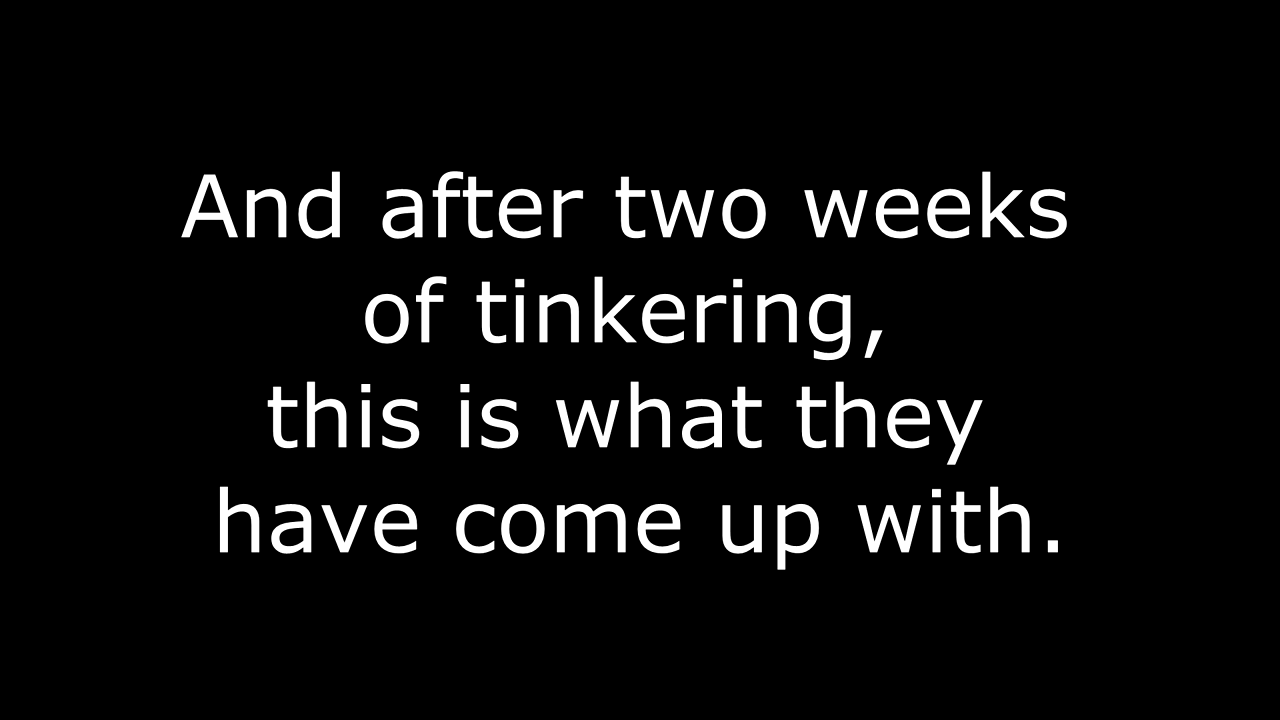 And after two weeks
of tinkering,
this is what they
have come up with.